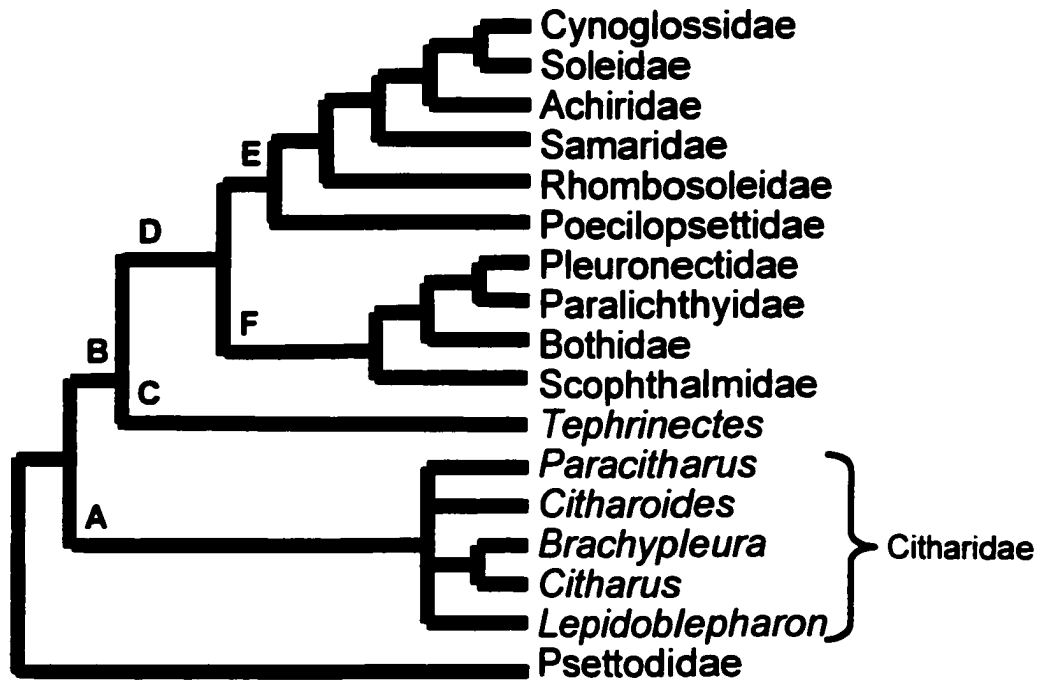 Cynoglossidae
Soleidae
Achiridae
Samaridae
E
Rhombosoleidae
Poecilopsettidae
D
Pleuronectidae
Paralichthyidae
F
Bothidae
B
Scophthalmidae
C
Tephrinectes
Paracitharus
Citharoides
A
Brachypleura
Citharidae
Citharus
Lepidoblepharon
Psettodidae